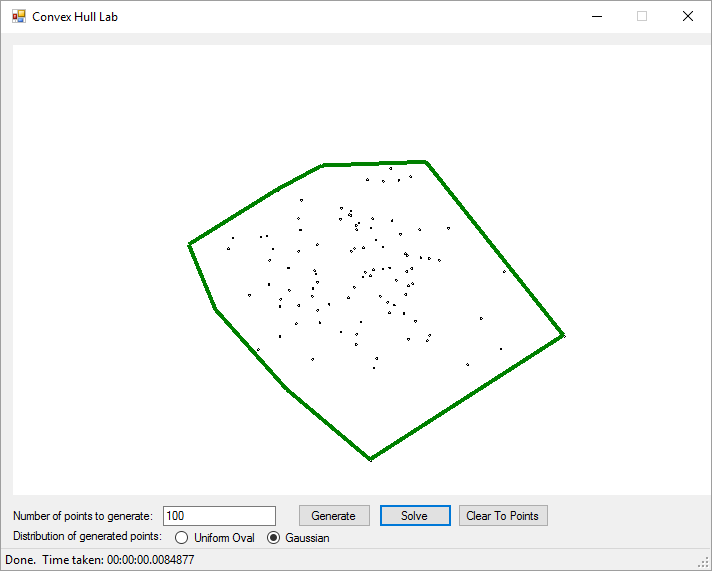 Convex Hull Lab
Number of points to generate: 100 Generate Solve Clear To Points
Distribution of generated points: Uniform Oval Gaussian
Done. Time taken: 00:00:00.0084877